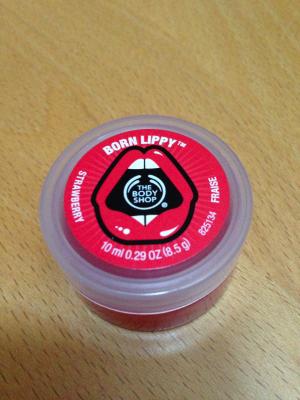 BORN LIPPY™
STRAWBERRY
THE
BODY
SHOP®
FRAISE
825134
10 ml 0.29 OZ (8.5 g)